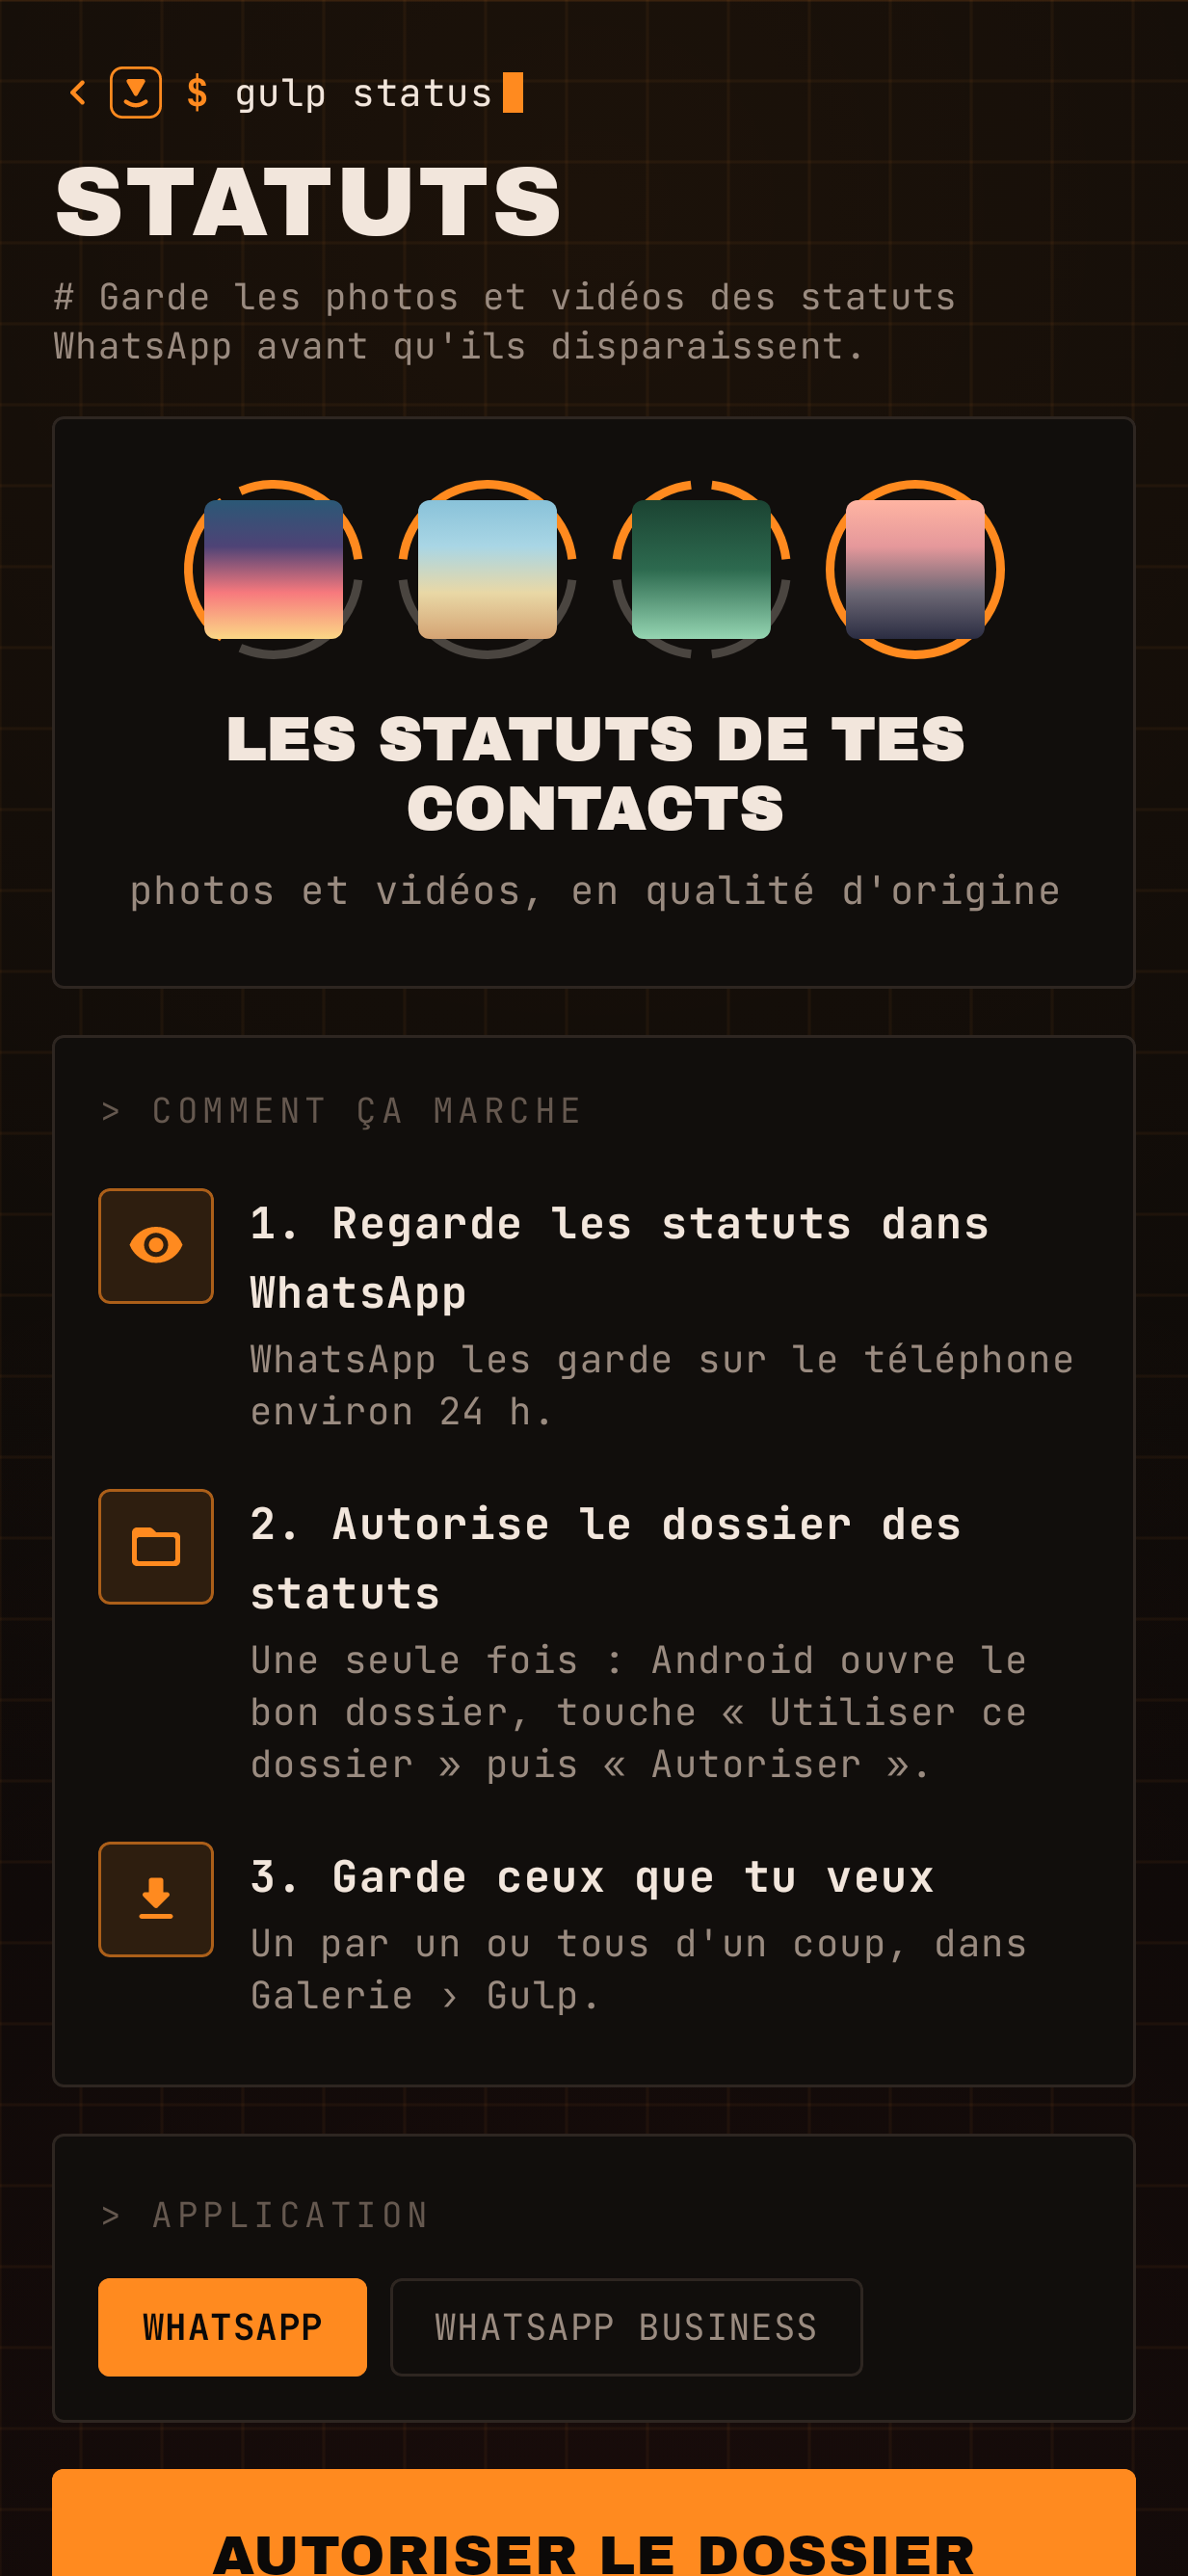 $ gulp status
STATUTS
# Garde les photos et vidéos des statuts
WhatsApp avant qu'ils disparaissent.
LES STATUTS DE TES
CONTACTS
photos et vidéos, en qualité d'origine
> COMMENT ÇA MARCHE
1. Regarde les statuts dans
WhatsApp
WhatsApp les garde sur le téléphone
environ 24 h.
2. Autorise le dossier des
statuts
Une seule fois : Android ouvre le
bon dossier, touche « Utiliser ce
dossier » puis « Autoriser ».
3. Garde ceux que tu veux
Un par un ou tous d'un coup, dans
Galerie › Gulp.
> APPLICATION
WHATSAPP
WHATSAPP BUSINESS
AUTORISER LE DOSSIER